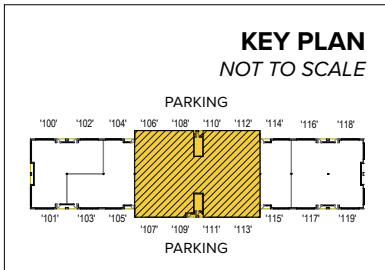 KEY PLAN
NOT TO SCALE
PARKING
'100' '102' '104' '106' '108' '110' '112' '114' '116' '118'
'101' '103' '105' '107' '109' '111' '113' '115' '117' '119'
PARKING